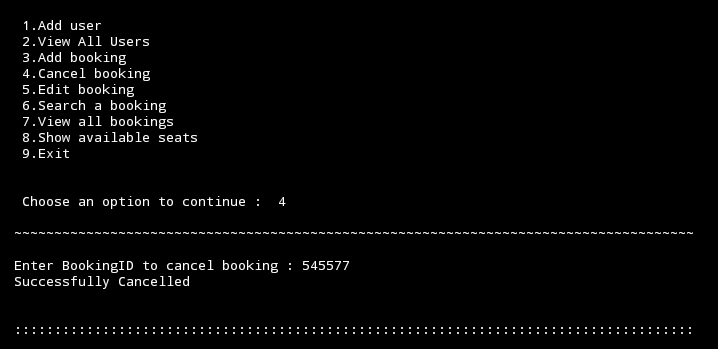 1.Add user
2.View All Users
3.Add booking
4.Cancel booking
5.Edit booking
6.Search a booking
7.View all bookings
8.Show available seats
9.Exit
Choose an option to continue :  4
~~~~~~~~~~~~~~~~~~~~~~~~~~~~~~~~~~~~~~~~~~~~~~~~~~~~~~~~~~~~~~~~~~~~~~~~~~~~~~~~~~~~~
Enter BookingID to cancel booking : 545577
Successfully Cancelled
:::::::::::::::::::::::::::::::::::::::::::::::::::::::::::::::::::::::::::::::::::::